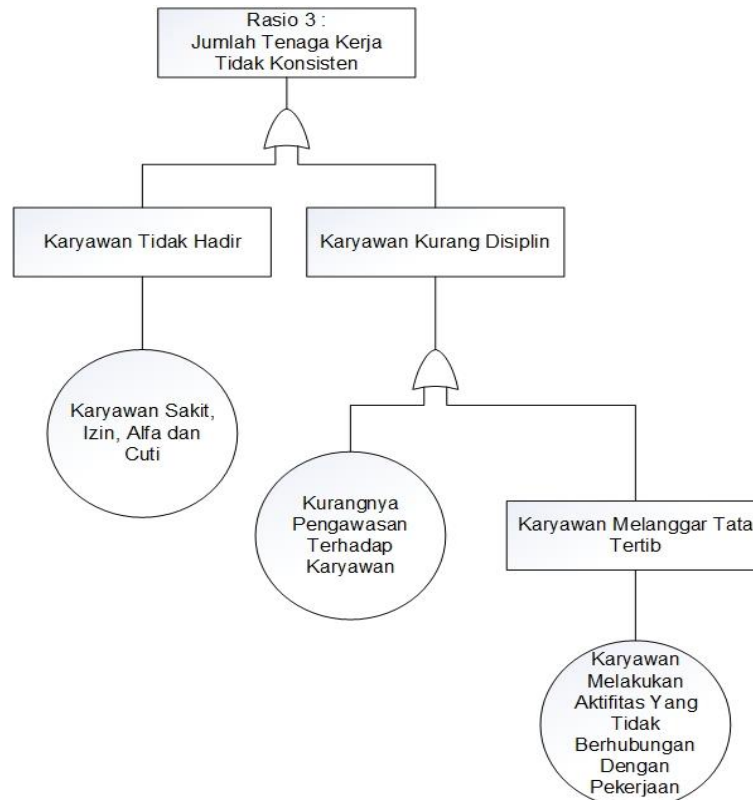 Rasio 3 :
Jumlah Tenaga Kerja
Tidak Konsisten
Karyawan Tidak Hadir
Karyawan Kurang Disiplin
Karyawan Sakit,
Izin, Alfa dan
Cuti
Kurangnya
Pengawasan
Terhadap
Karyawan
Karyawan Melanggar Tata
Tertib
Karyawan
Melakukan
Aktifitas Yang
Tidak
Berhubungan
Dengan
Pekerjaan